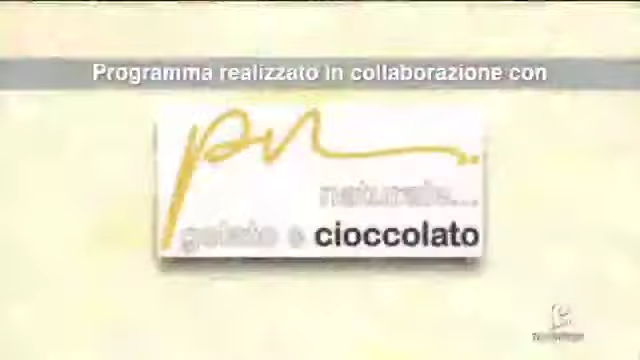 Programma realizzato in collaborazione con
naturale...
gelato e cioccolato